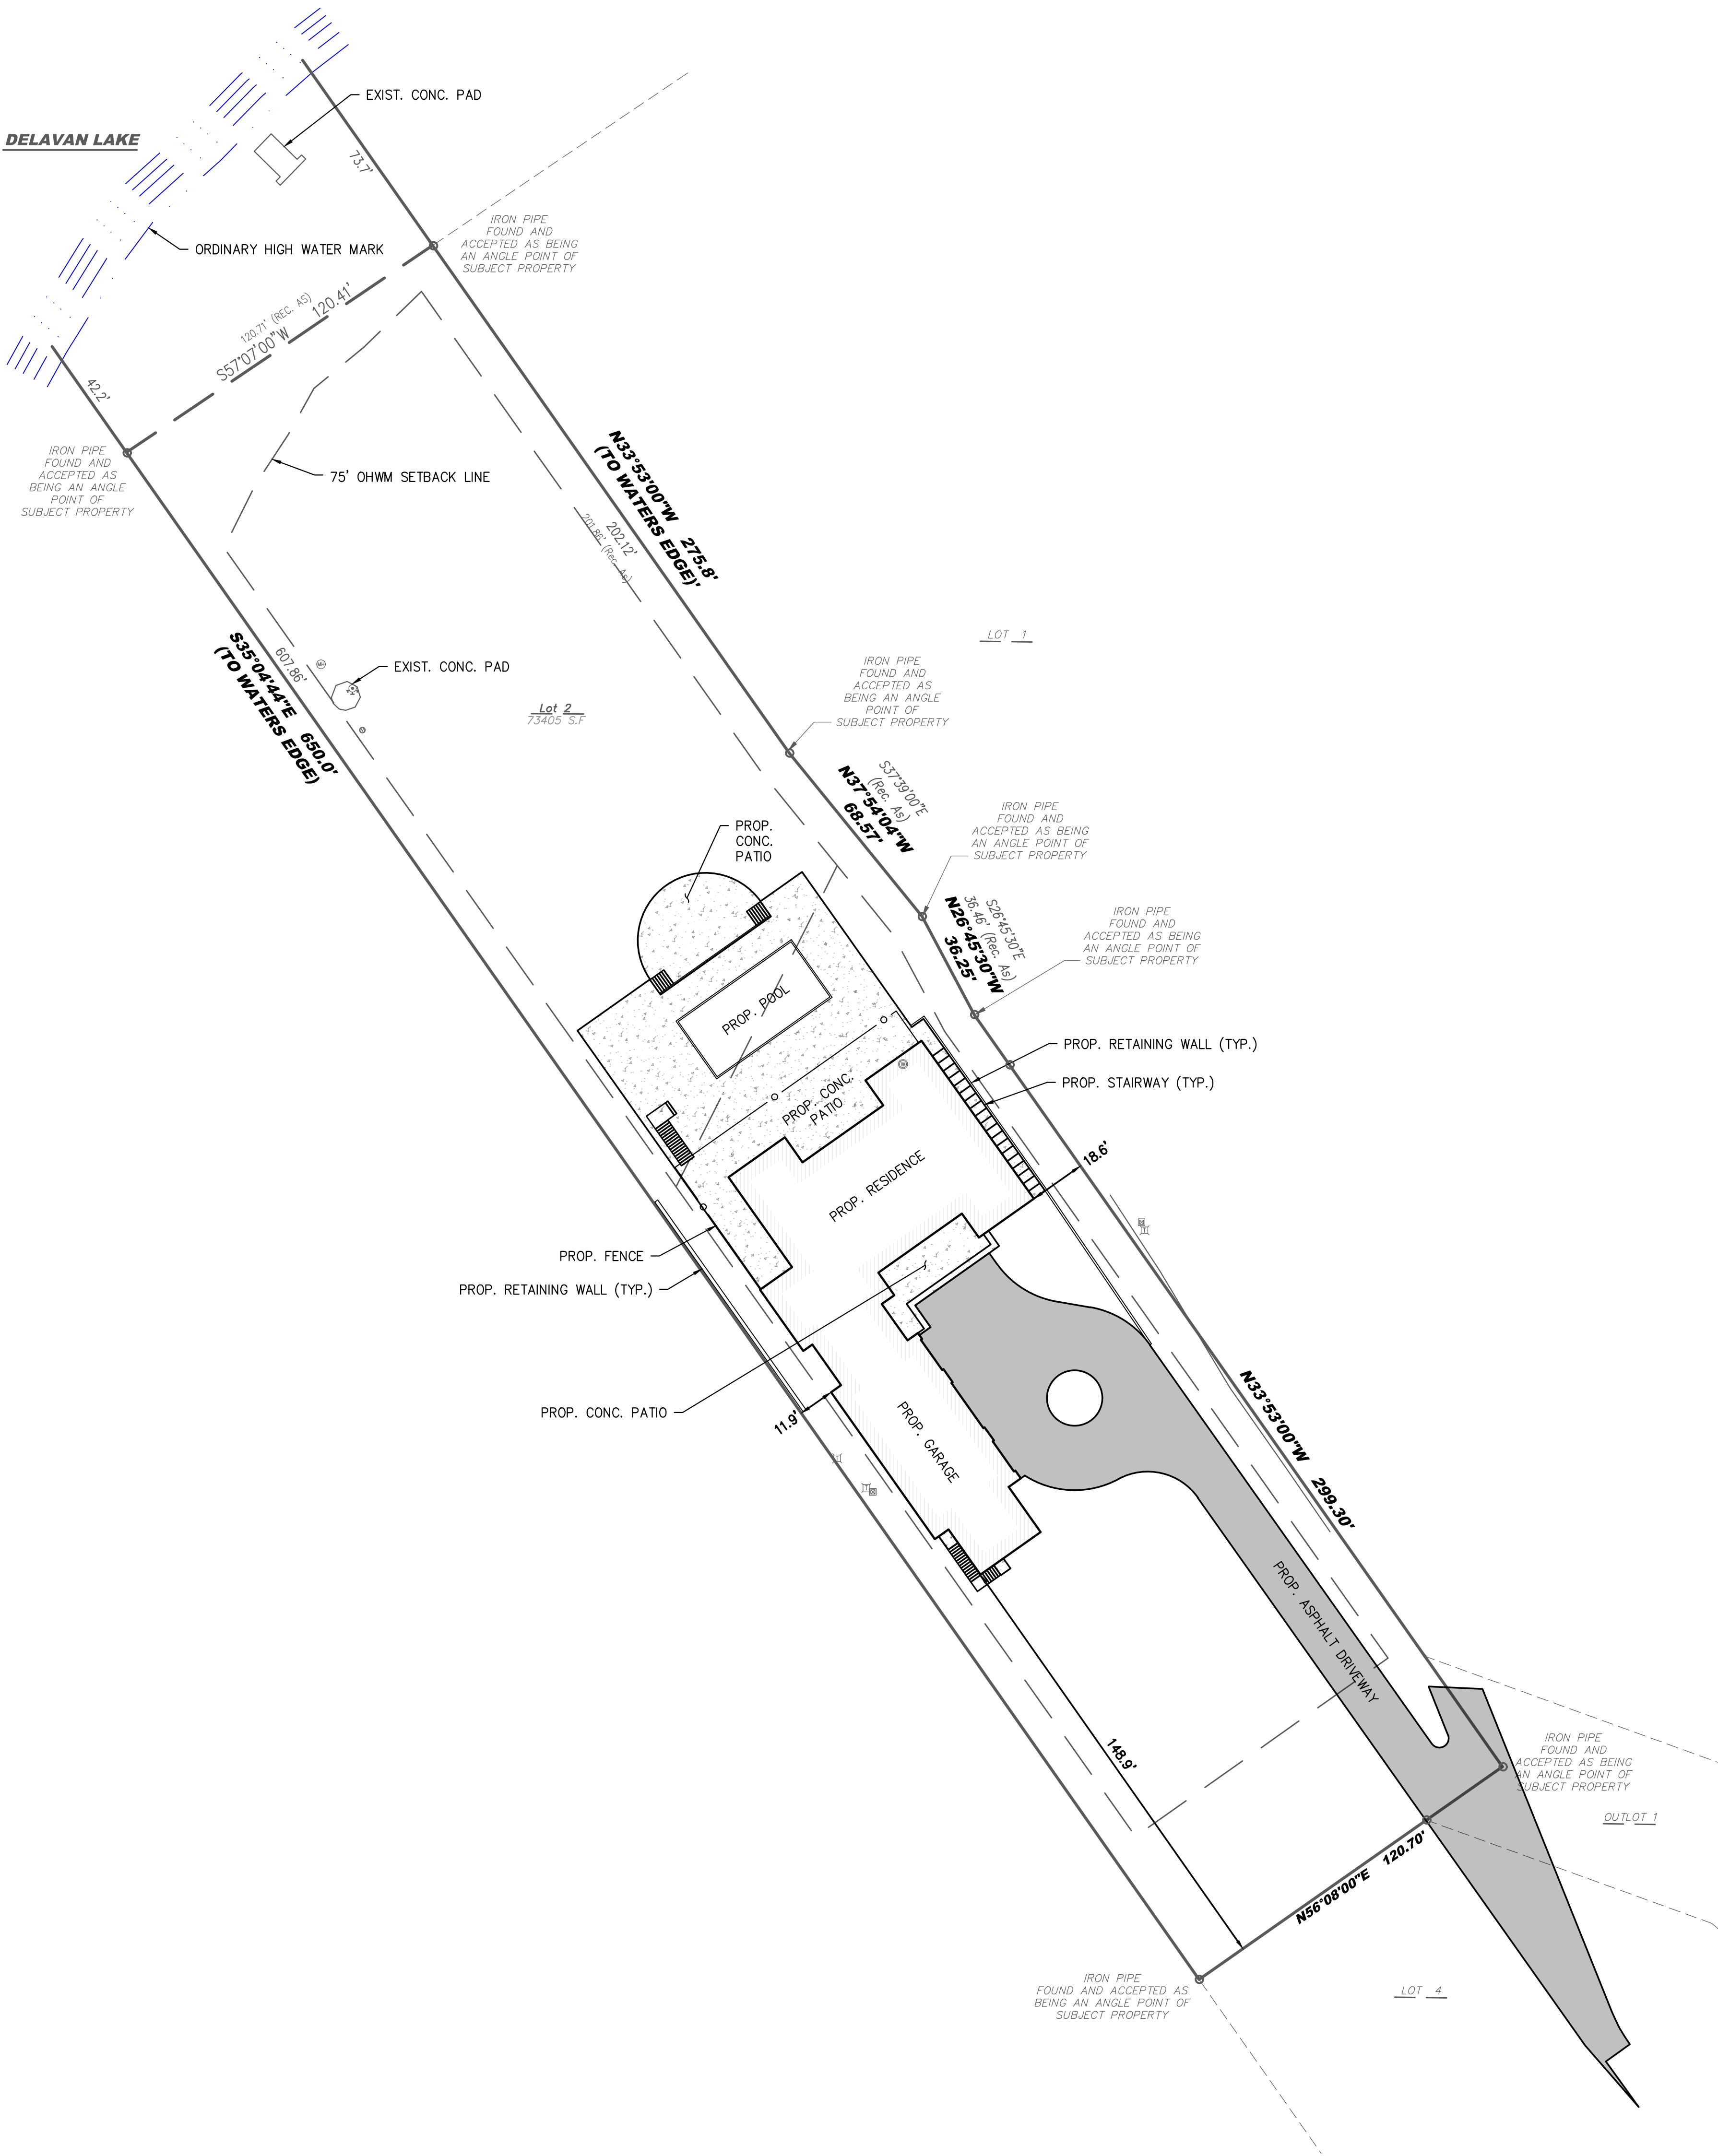 EXIST. CONC. PAD
DELAVAN LAKE
73.7'
IRON PIPE
FOUND AND
ACCEPTED AS BEING
AN ANGLE POINT OF
SUBJECT PROPERTY
ORDINARY HIGH WATER MARK
120.71' (REC. AS)
S57°07'00"W 120.41'
42.2'
IRON PIPE
FOUND AND
ACCEPTED AS
BEING AN ANGLE
POINT OF
SUBJECT PROPERTY
75' OHWM SETBACK LINE
N33°53'00"W 275.8'
(TO WATERS EDGE)'
202.12'
201.86' (Rec. As)
LOT 1
607.86'
S35°04'44"E 650.0'
(TO WATERS EDGE)
MH
EXIST. CONC. PAD
Lot 2
73405 S.F
IRON PIPE
FOUND AND
ACCEPTED AS
BEING AN ANGLE
POINT OF
SUBJECT PROPERTY
S37°39'00"E
(Rec. As)
N37°54'04"W
68.57'
IRON PIPE
FOUND AND
ACCEPTED AS BEING
AN ANGLE POINT OF
SUBJECT PROPERTY
PROP.
CONC.
PATIO
S26°45'30"E
36.46' (Rec. As)
N26°45'30"W
36.25'
IRON PIPE
FOUND AND
ACCEPTED AS BEING
AN ANGLE POINT OF
SUBJECT PROPERTY
PROP. POOL
PROP. RETAINING WALL (TYP.)
PROP. STAIRWAY (TYP.)
PROP. CONC.
PATIO
PROP. RESIDENCE
18.6'
PROP. FENCE
PROP. RETAINING WALL (TYP.)
PROP. CONC. PATIO
11.9'
PROP. GARAGE
N33°53'00"W 299.30'
PROP. ASPHALT DRIVEWAY
148.9'
IRON PIPE
FOUND AND
ACCEPTED AS BEING
AN ANGLE POINT OF
SUBJECT PROPERTY
OUTLOT 1
N56°08'00"E 120.70'
IRON PIPE
FOUND AND ACCEPTED AS
BEING AN ANGLE POINT OF
SUBJECT PROPERTY
LOT 4